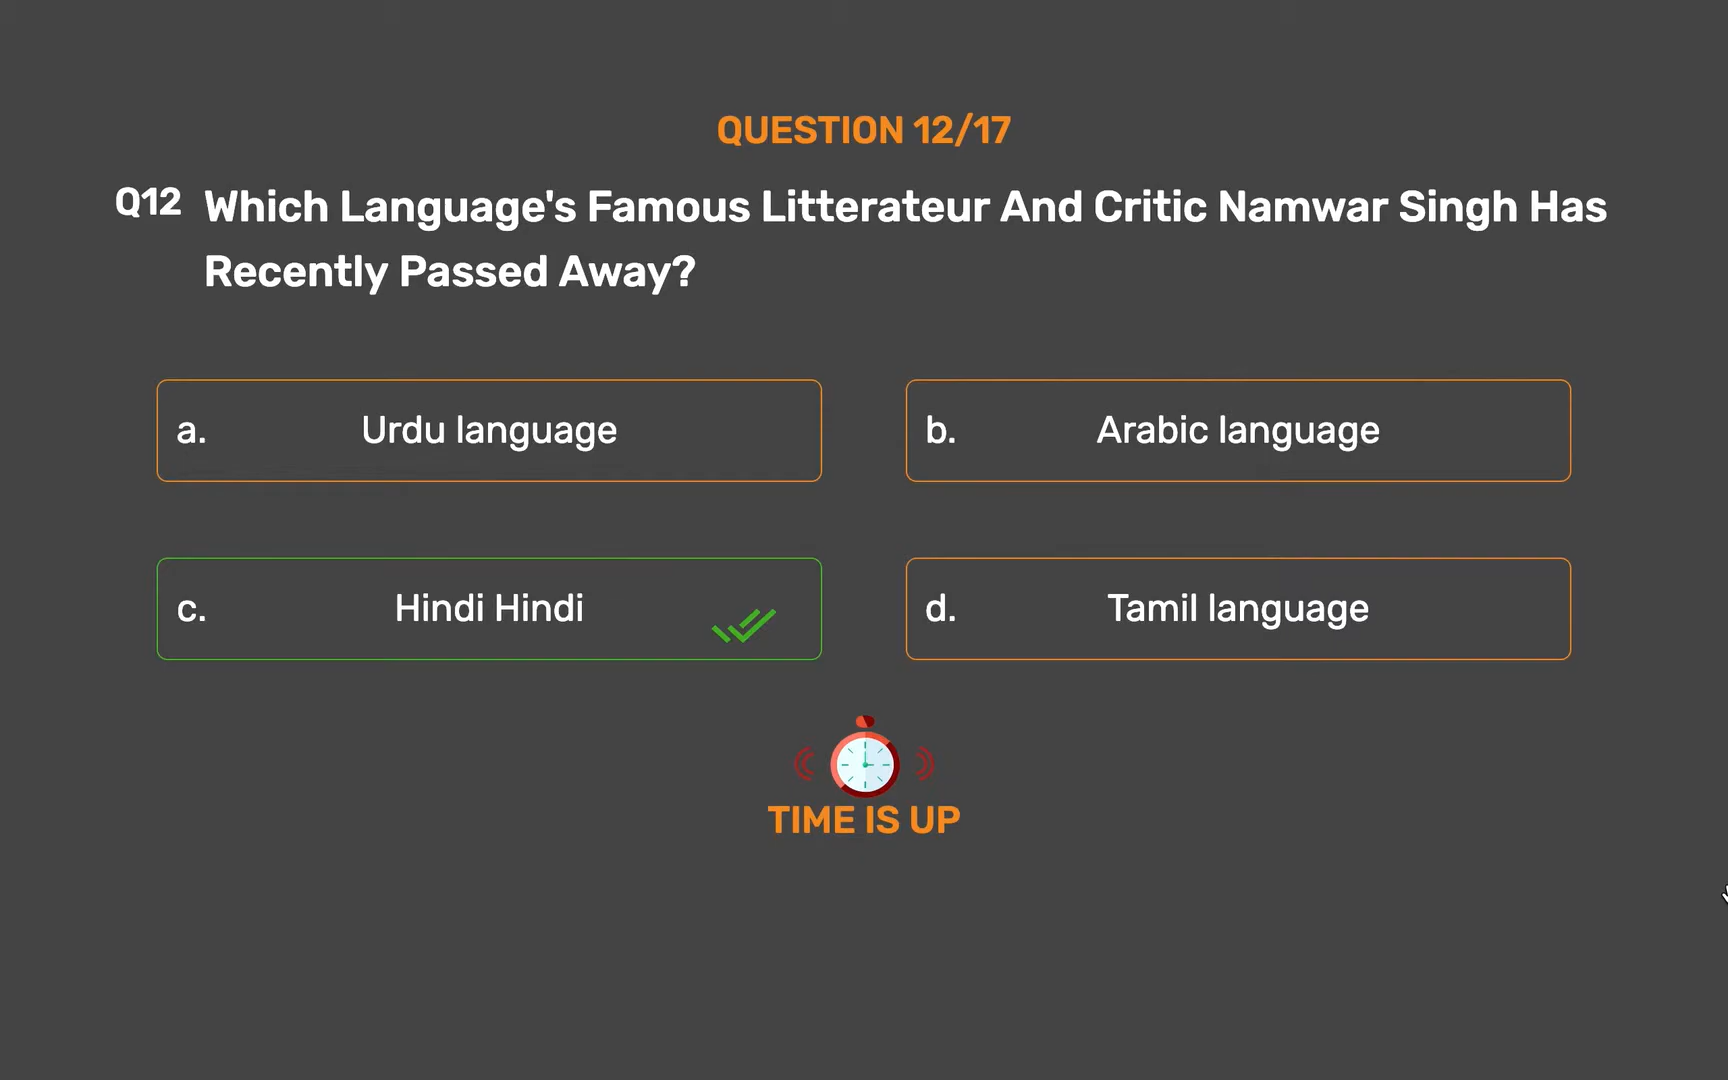 QUESTION 12/17
Q12 Which Language's Famous Litterateur And Critic Namwar Singh Has
Recently Passed Away?
a. Urdu language
b. Arabic language
c. Hindi Hindi
d. Tamil language
TIME IS UP